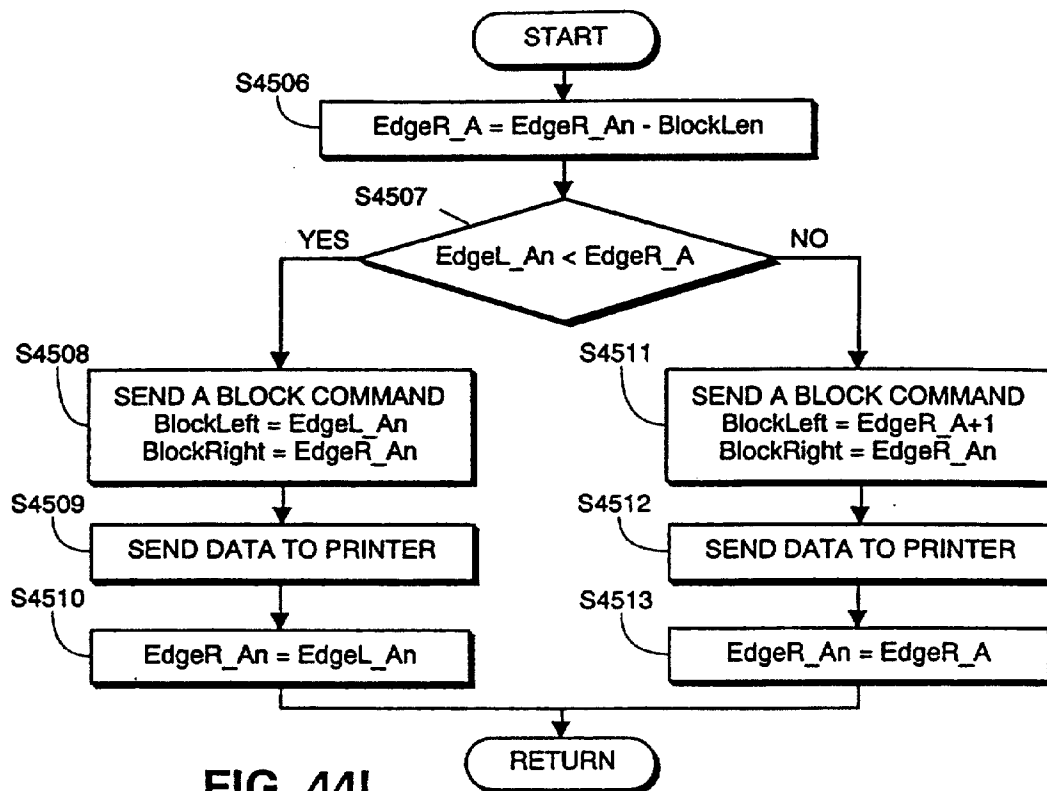 START
S4506
EdgeR_A = EdgeR_An - BlockLen
S4507
YES
NO
EdgeL_An < EdgeR_A
S4508
SEND A BLOCK COMMAND
BlockLeft = EdgeL_An
BlockRight = EdgeR_An
S4511
SEND A BLOCK COMMAND
BlockLeft = EdgeR_A+1
BlockRight = EdgeR_An
S4509
SEND DATA TO PRINTER
S4512
SEND DATA TO PRINTER
S4510
EdgeR_An = EdgeL_An
S4513
EdgeR_An = EdgeR_A
RETURN
FIG. 44I